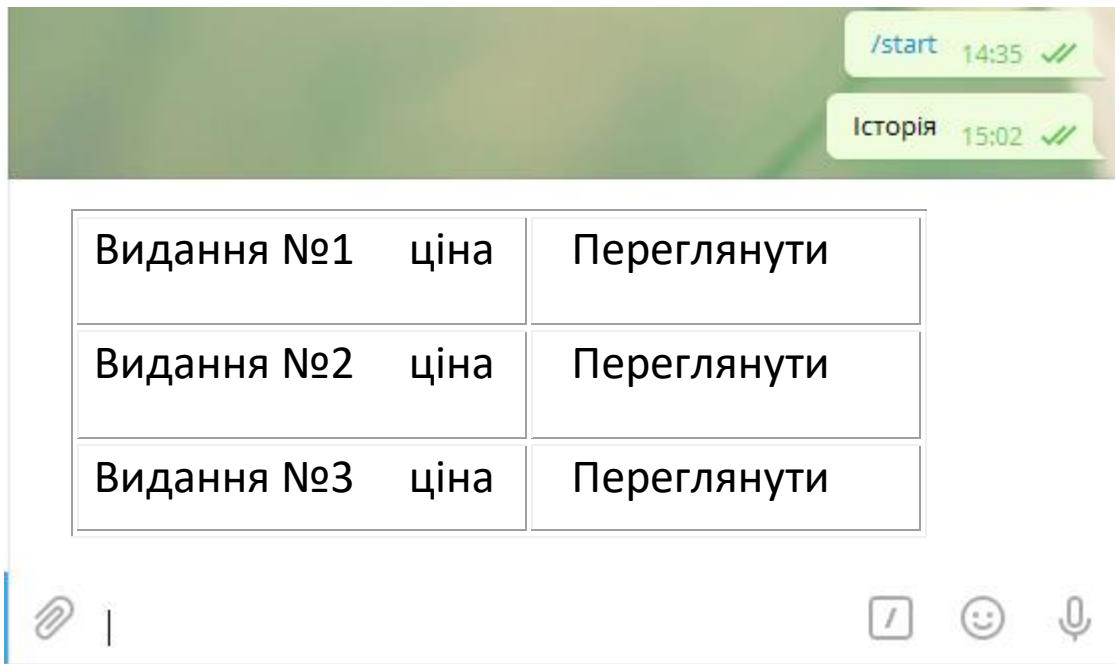 /start 14:35
Історія 15:02
Видання №1 ціна Переглянути
Видання №2 ціна Переглянути
Видання №3 ціна Переглянути